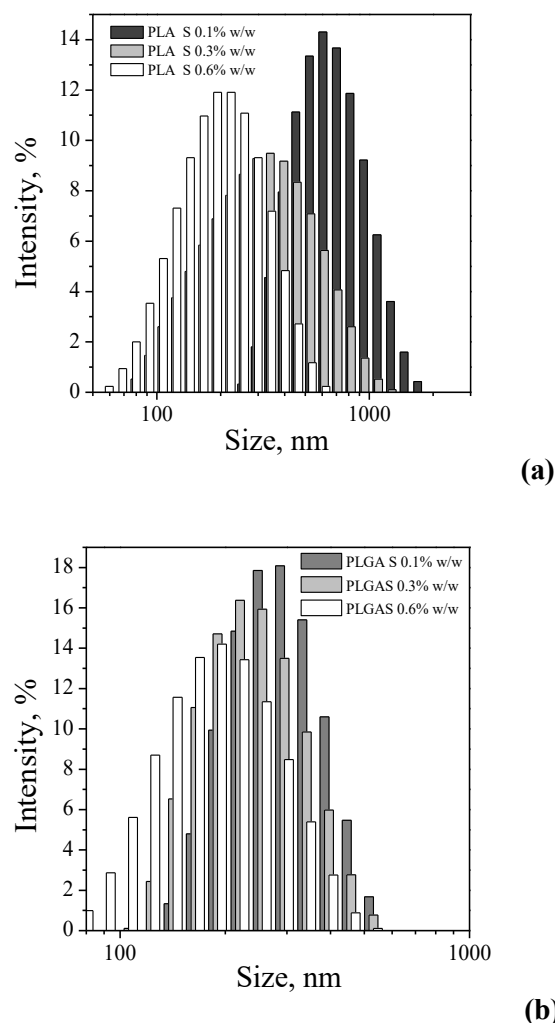 PLA S 0.1% w/w
PLA S 0.3% w/w
PLA S 0.6% w/w
14
12
10
8
6
4
2
0
Intensity, %
100
1000
Size, nm
(a)
PLGA S 0.1% w/w
PLGAS 0.3% w/w
PLGAS 0.6% w/w
18
16
14
12
10
8
6
4
2
0
Intensity, %
100
1000
Size, nm
(b)